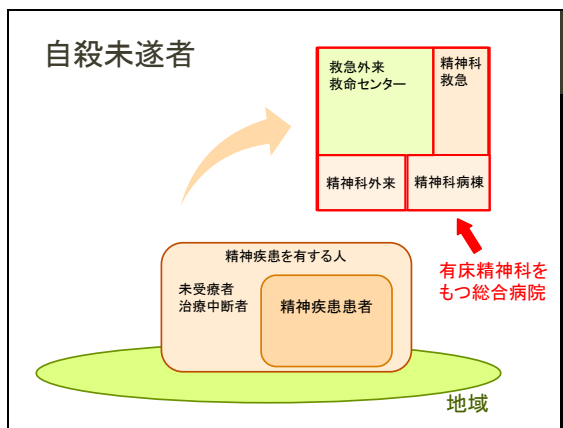 自殺未遂者
救急外来
救命センター
精神科
救急
精神科外来
精神科病棟
有床精神科を
もつ総合病院
精神疾患を有する人
未受療者
治療中断者
精神疾患患者
地域